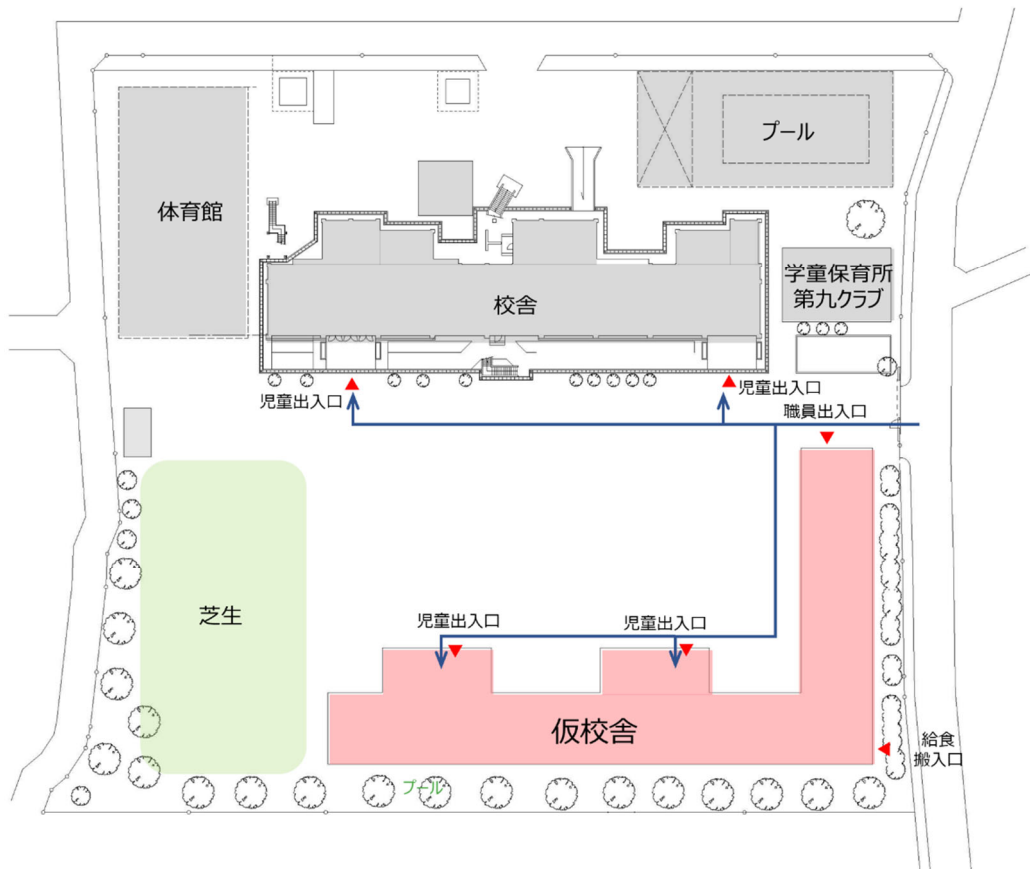 プール
体育館
学童保育所
第九クラブ
校舎
児童出入口
児童出入口
職員出入口
芝生
児童出入口
児童出入口
仮校舎
給食
搬入口
プール